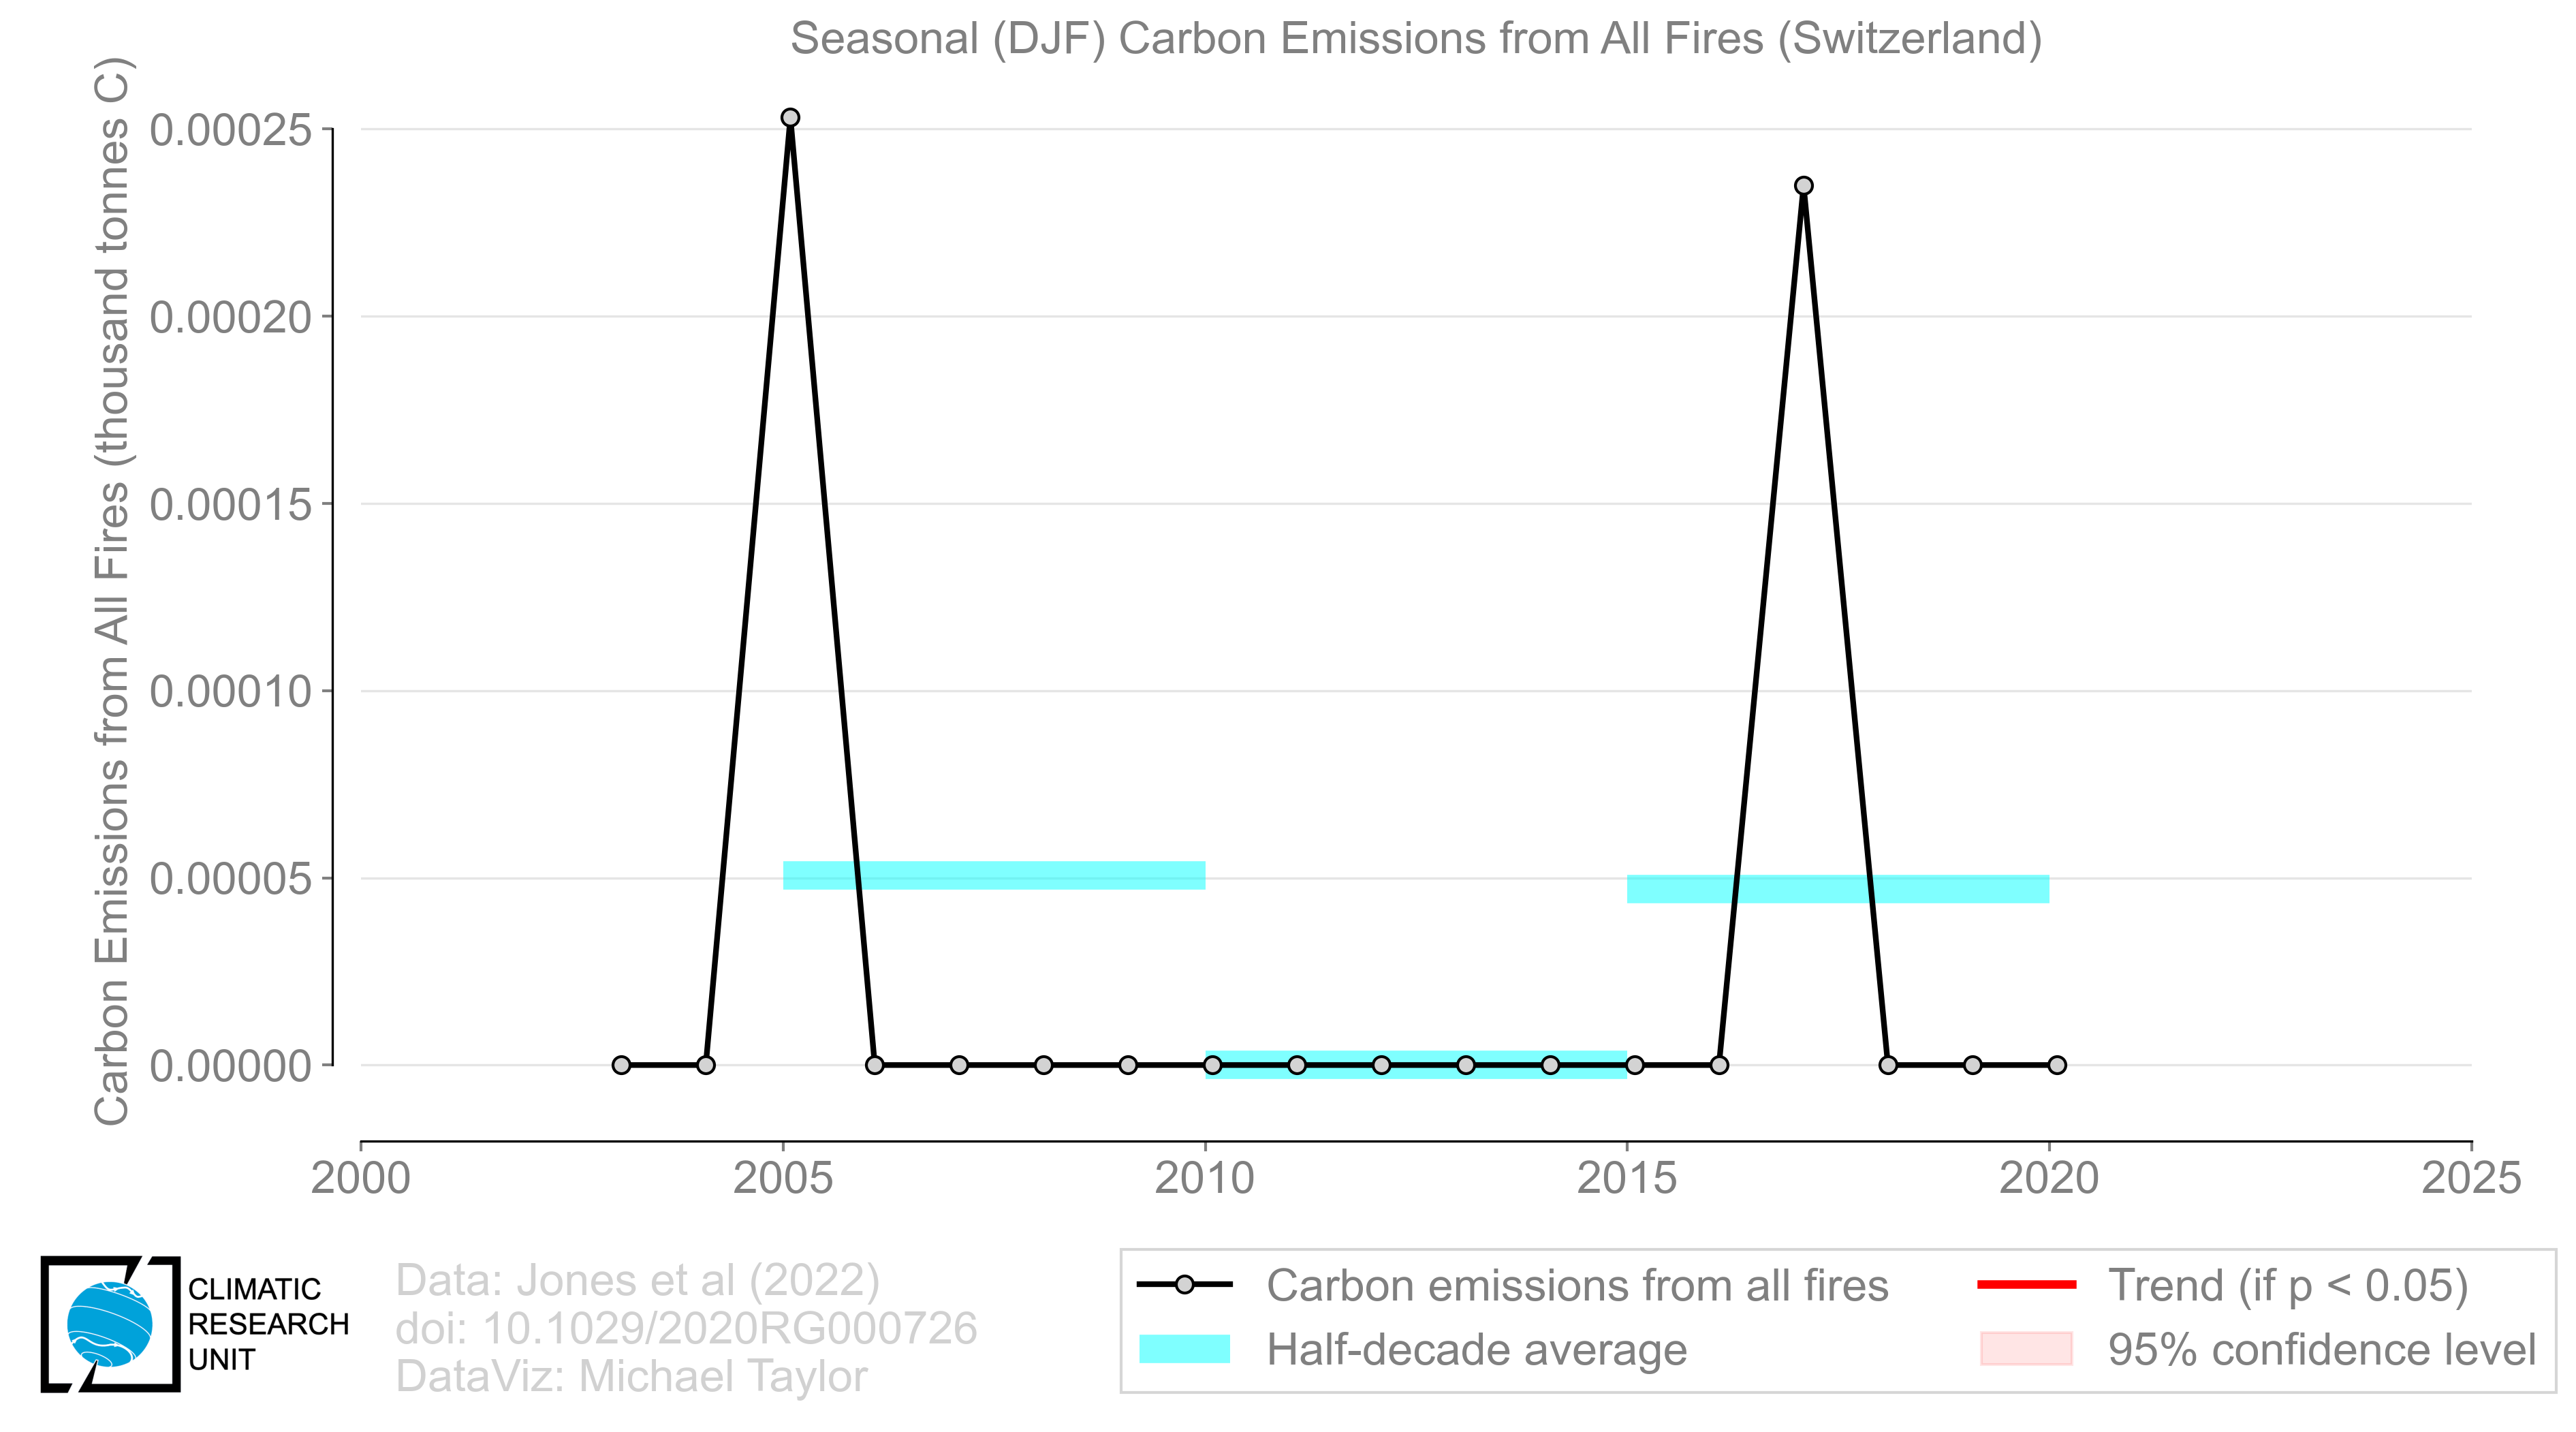 Seasonal (DJF) Carbon Emissions from All Fires (Switzerland)
Carbon Emissions from All Fires (thousand tonnes C)
0.00025
0.00020
0.00015
0.00010
0.00005
0.00000
2000 2005 2010 2015 2020 2025
CLIMATIC
RESEARCH
UNIT
Data: Jones et al (2022)
doi: 10.1029/2020RG000726
DataViz: Michael Taylor
Carbon emissions from all fires
Half-decade average
Trend (if p < 0.05)
95% confidence level